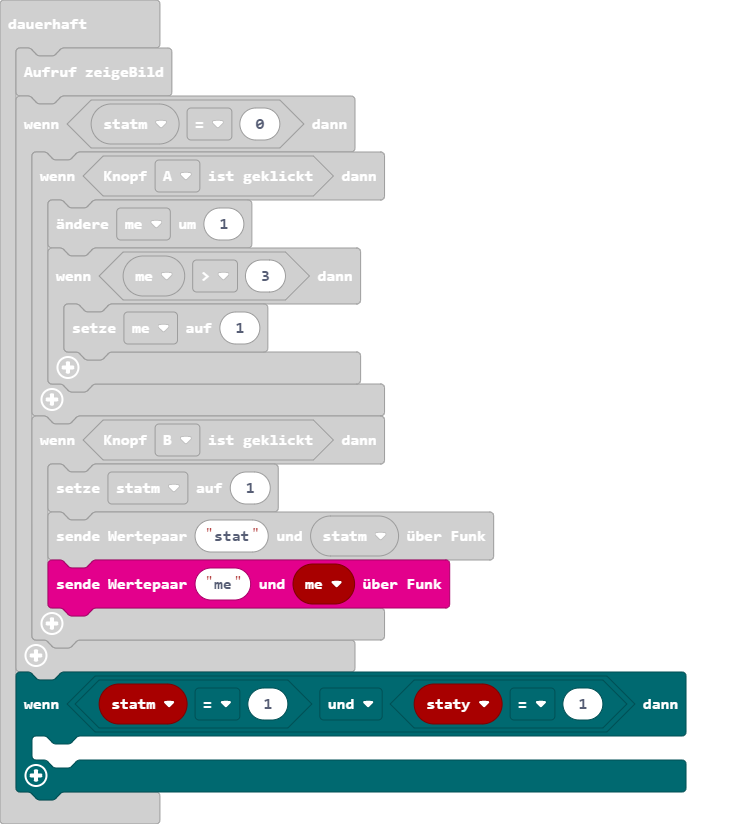 dauerhaft
Aufruf zeigeBild
wenn statm = 0 dann
wenn Knopf A ist geklickt dann
ändere me um 1
wenn me > 3 dann
setze me auf 1
wenn Knopf B ist geklickt dann
setze statm auf 1
sende Wertepaar "stat" und statm über Funk
sende Wertepaar "me" und me über Funk
wenn statm = 1 und staty = 1 dann